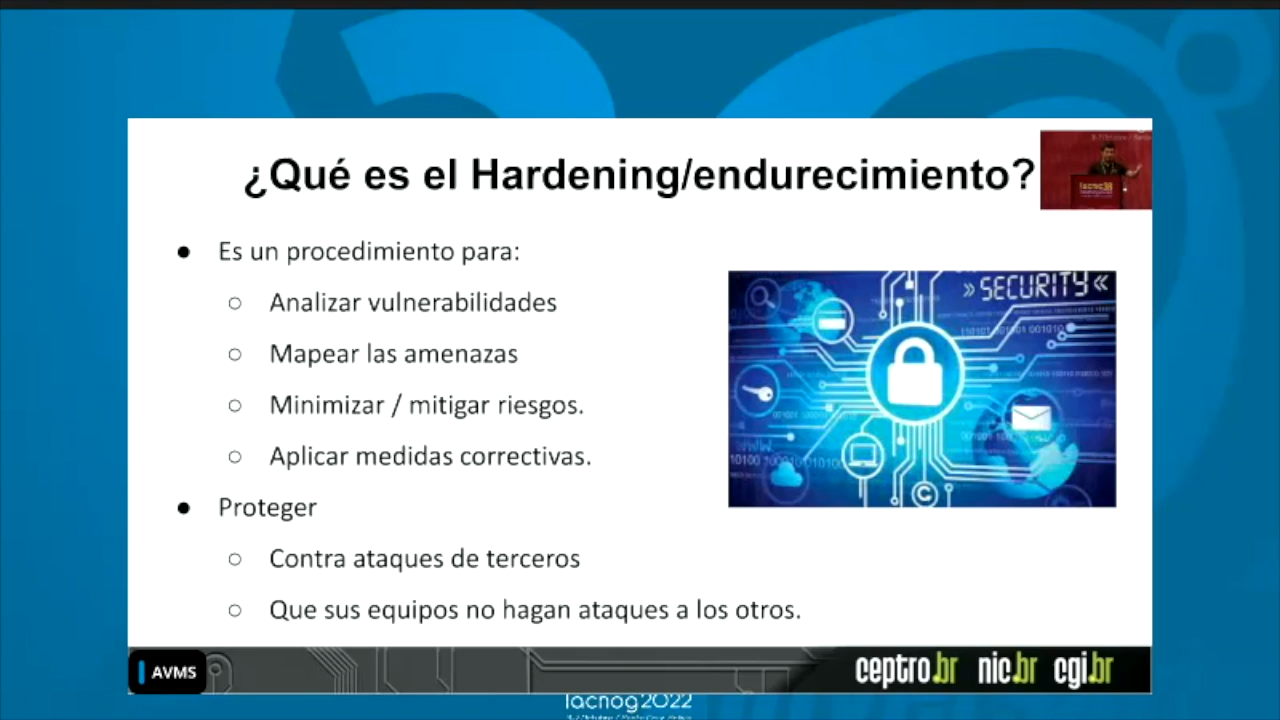 ¿Qué es el Hardening/endurecimiento?
● Es un procedimiento para:
○ Analizar vulnerabilidades
○ Mapear las amenazas
○ Minimizar / mitigar riesgos.
○ Aplicar medidas correctivas.
● Proteger
○ Contra ataques de terceros
○ Que sus equipos no hagan ataques a los otros.
» SECURITY «
AVMS
ceptro.br nic.br cgi.br
lacnog2022